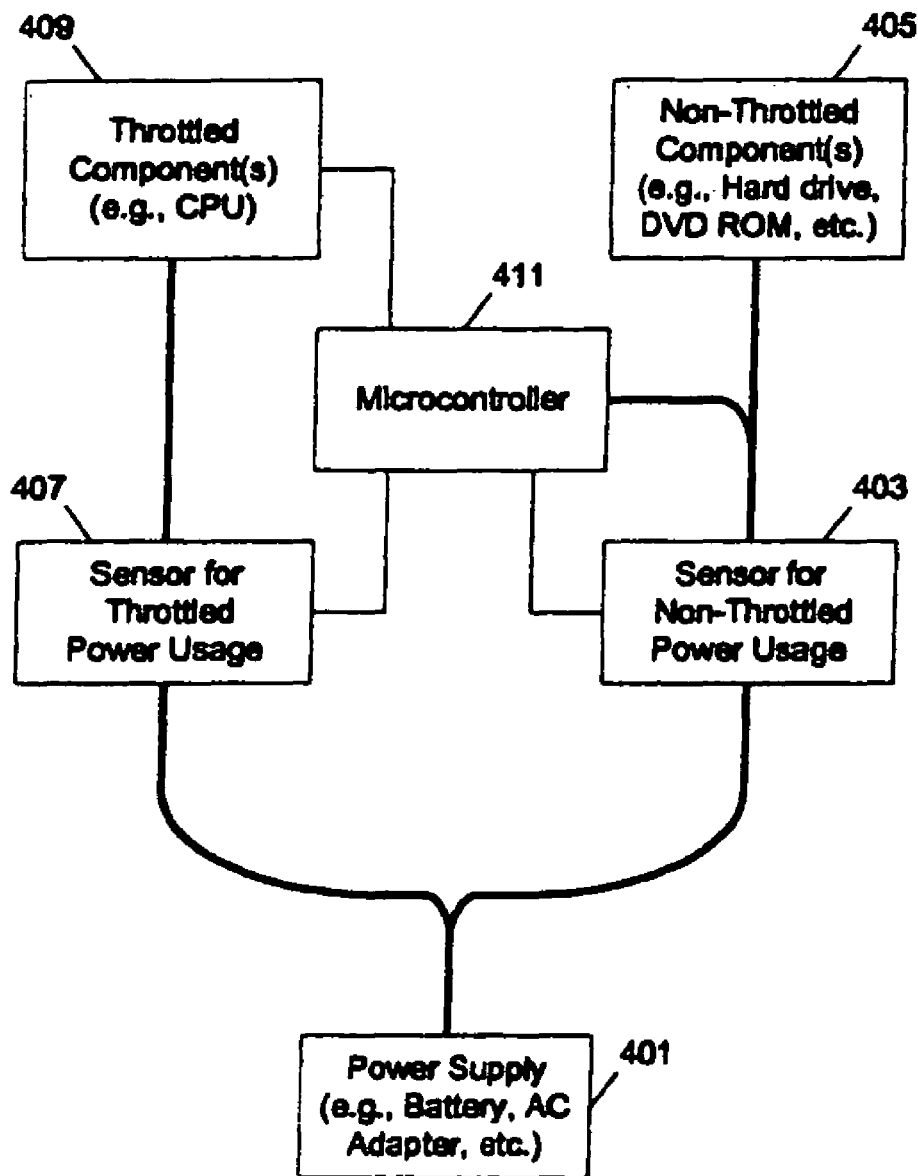 409
405
Throttled
Component(s)
(e.g., CPU)
Non-Throttled
Component(s)
(e.g., Hard drive,
DVD ROM, etc.)
411
Microcontroller
407
403
Sensor for
Throttled
Power Usage
Sensor for
Non-Throttled
Power Usage
401
Power Supply
(e.g., Battery, AC
Adapter, etc.)